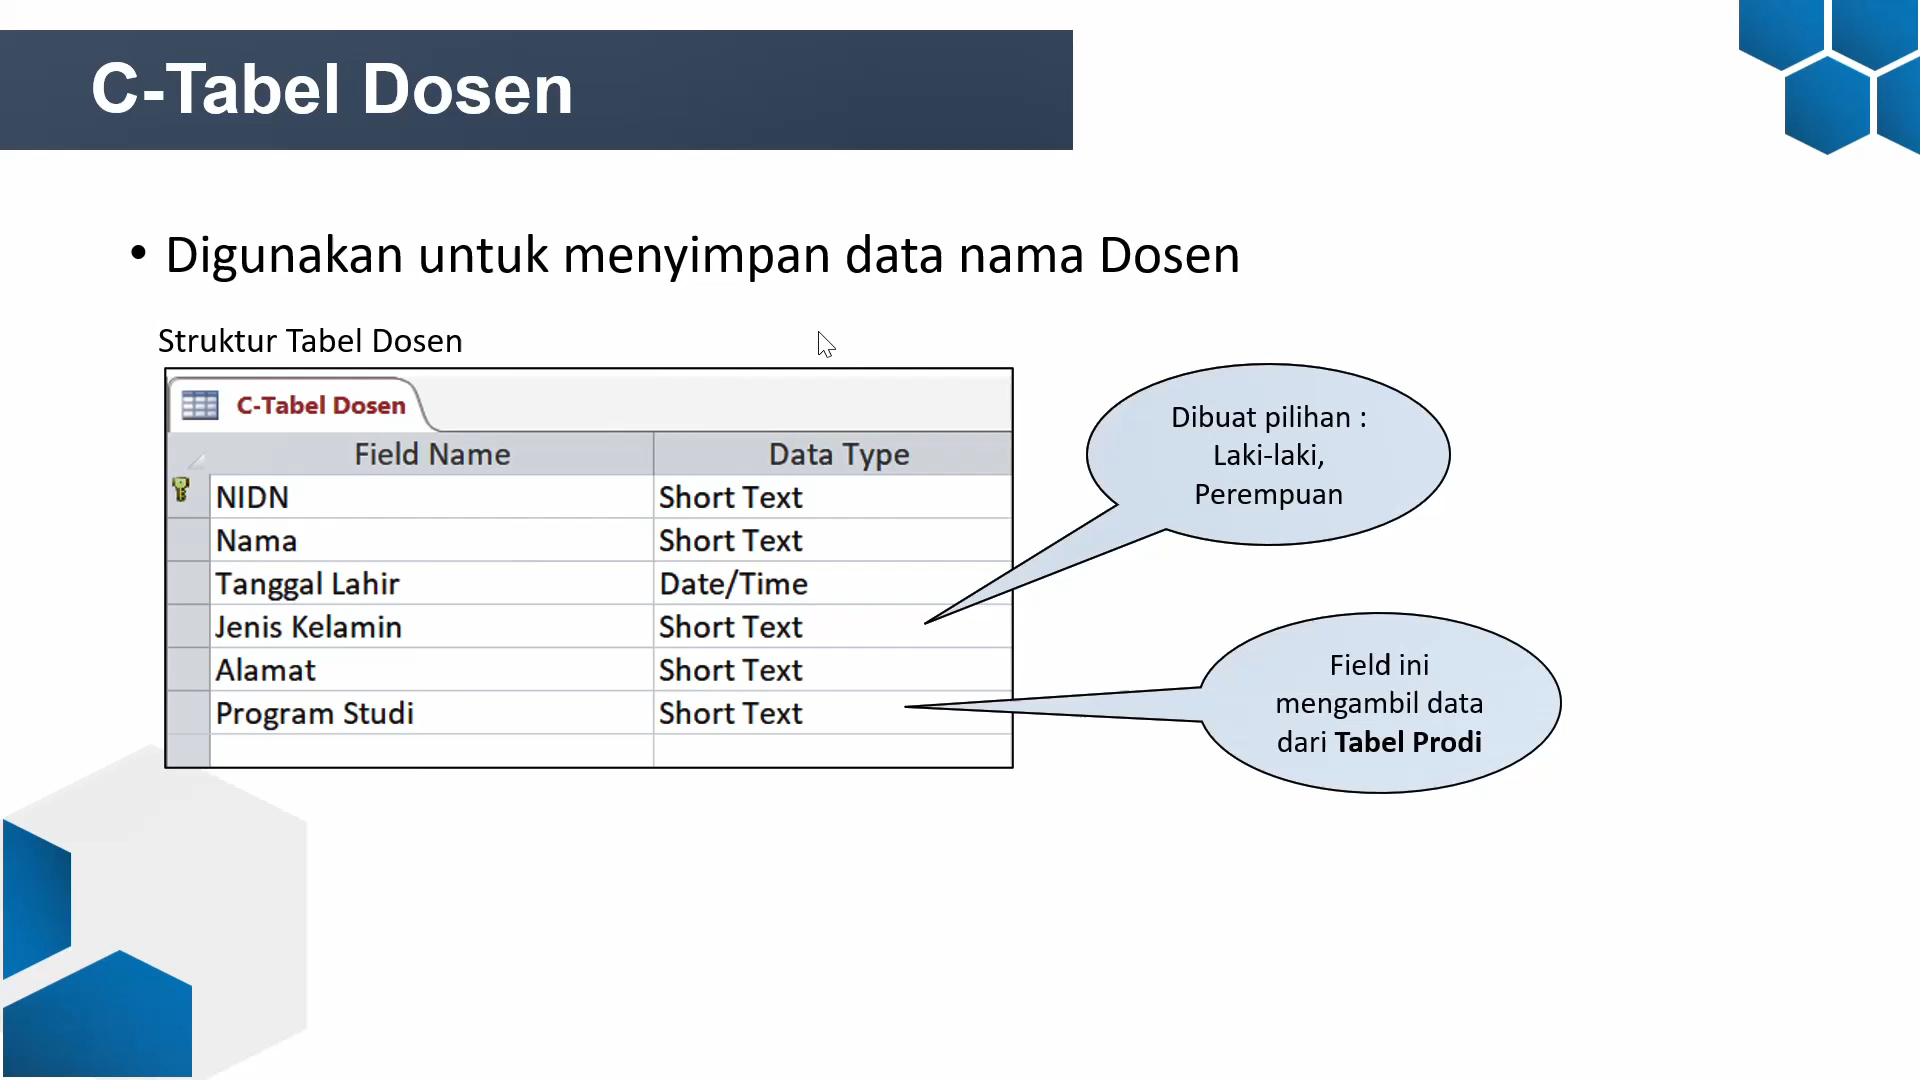 C-Tabel Dosen
• Digunakan untuk menyimpan data nama Dosen
Struktur Tabel Dosen
C-Tabel Dosen
Field Name Data Type
NIDN Short Text
Nama Short Text
Tanggal Lahir Date/Time
Jenis Kelamin Short Text
Alamat Short Text
Program Studi Short Text
Dibuat pilihan :
Laki-laki,
Perempuan
Field ini
mengambil data
dari Tabel Prodi